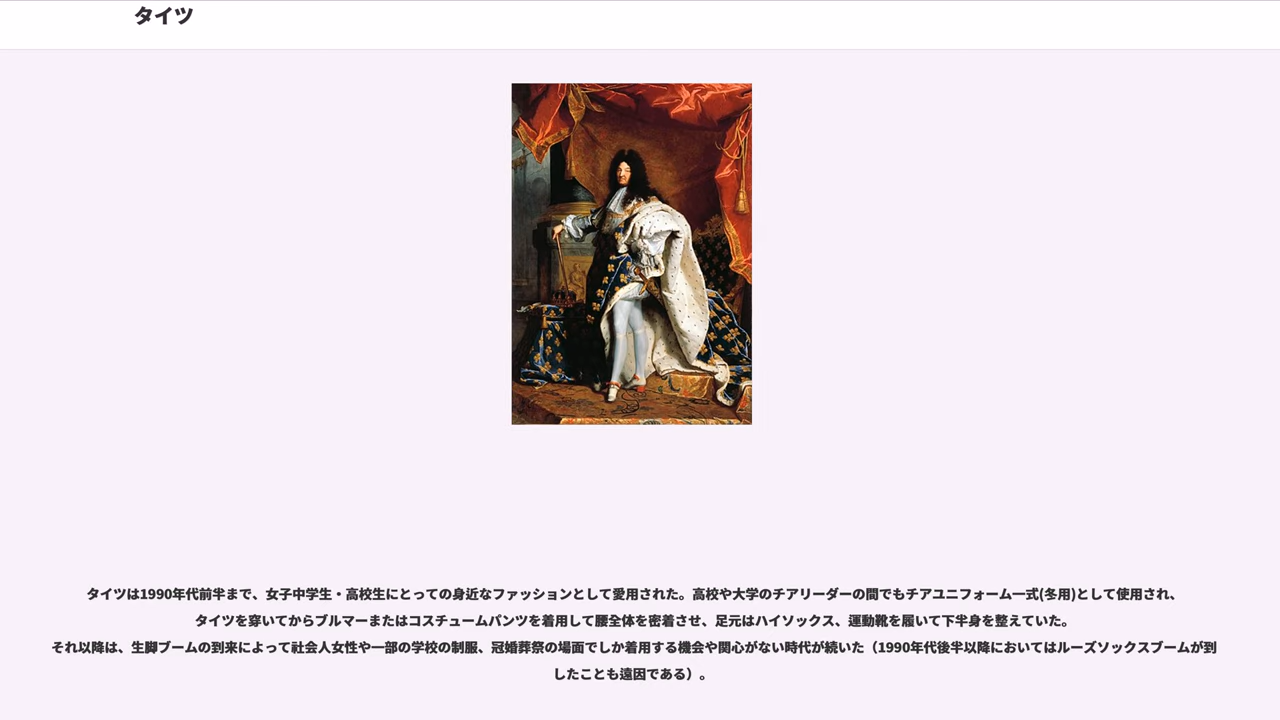 タイツ
タイツは1990年代前半まで、女子中学生・高校生にとっての身近なファッションとして愛用された。高校や大学のチアリーダーの間でもチアユニフォーム一式(冬用)として使用され、
タイツを穿いてからブルマーまたはコスチュームパンツを着用して腰全体を密着させ、足元はハイソックス、運動靴を履いて下半身を整えていた。
それ以降は、生脚ブームの到来によって社会人女性や一部の学校の制服、冠婚葬祭の場面でしか着用する機会や関心がない時代が続いた（1990年代後半以降においてはルーズソックスブームが到
したことも遠因である）。